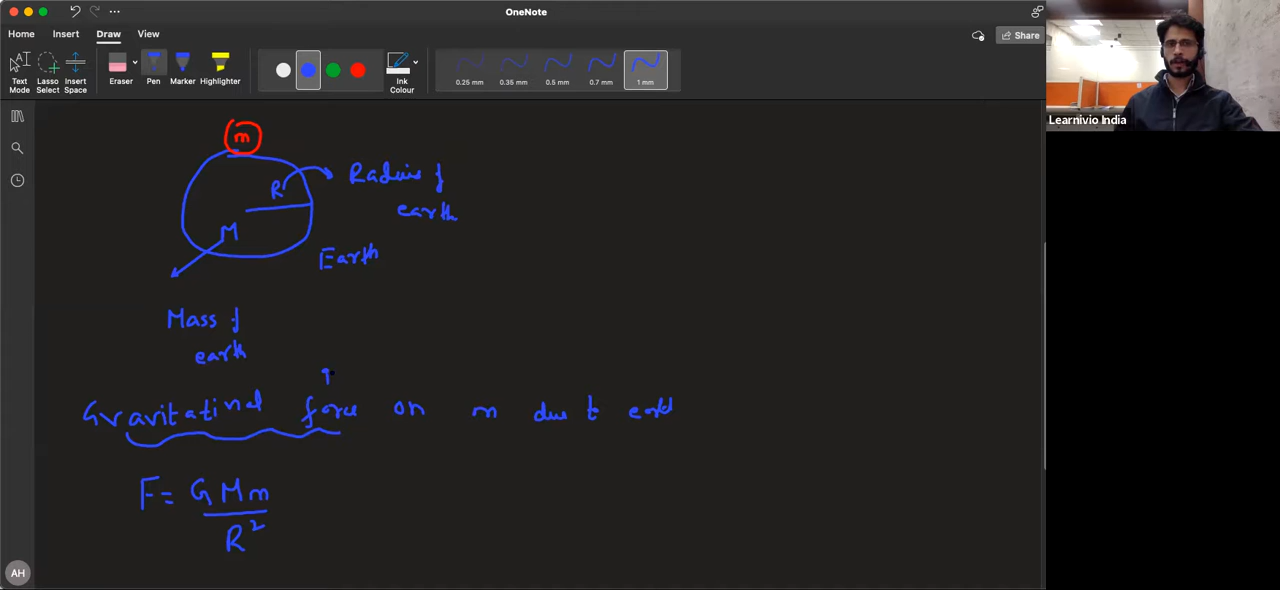 OneNote
Home Insert Draw View
Share
Text Mode
Lasso Select
Insert Space
Eraser
Pen
Marker
Highlighter
Ink Colour
0.25 mm
0.35 mm
0.5 mm
0.7 mm
1 mm
Learnivio India
m
R
Radius of
earth
M
Earth
Mass of
earth
Gravitatinal force on m due to earth
F = G M m
R²
AH